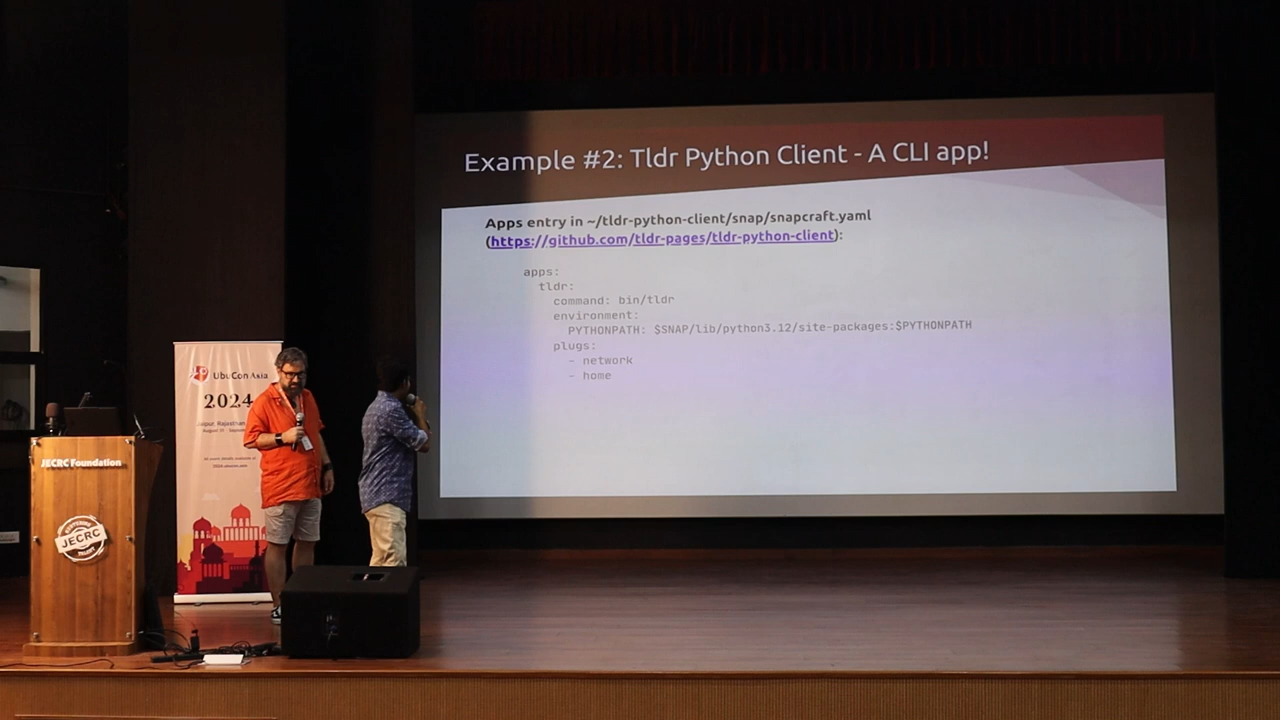 Example #2: Tldr Python Client - A CLI app!
Apps entry in ~/tldr-python-client/snap/snapcraft.yaml
(https://github.com/tldr-pages/tldr-python-client):
apps:
tldr:
command: bin/tldr
environment:
PYTHONPATH: $SNAP/lib/python3.12/site-packages:$PYTHONPATH
plugs:
- network
- home
UbuCon Asia
2024
Jaipur, Rajasthan
JECRC Foundation
JECRC